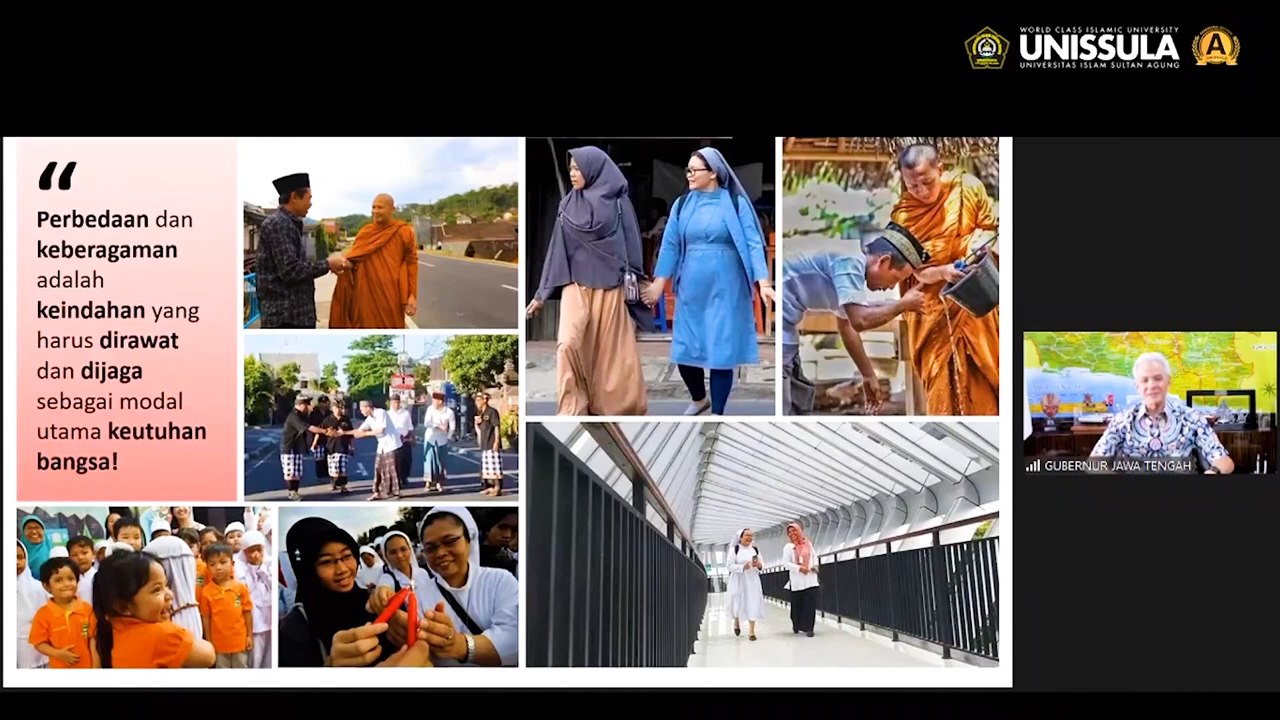 WORLD CLASS ISLAMIC UNIVERSITY
UNISSULA
UNIVERSITAS ISLAM SULTAN AGUNG
A
“
Perbedaan dan
keberagaman
adalah
keindahan yang
harus dirawat
dan dijaga
sebagai modal
utama keutuhan
bangsa!
GUBERNUR JAWA TENGAH